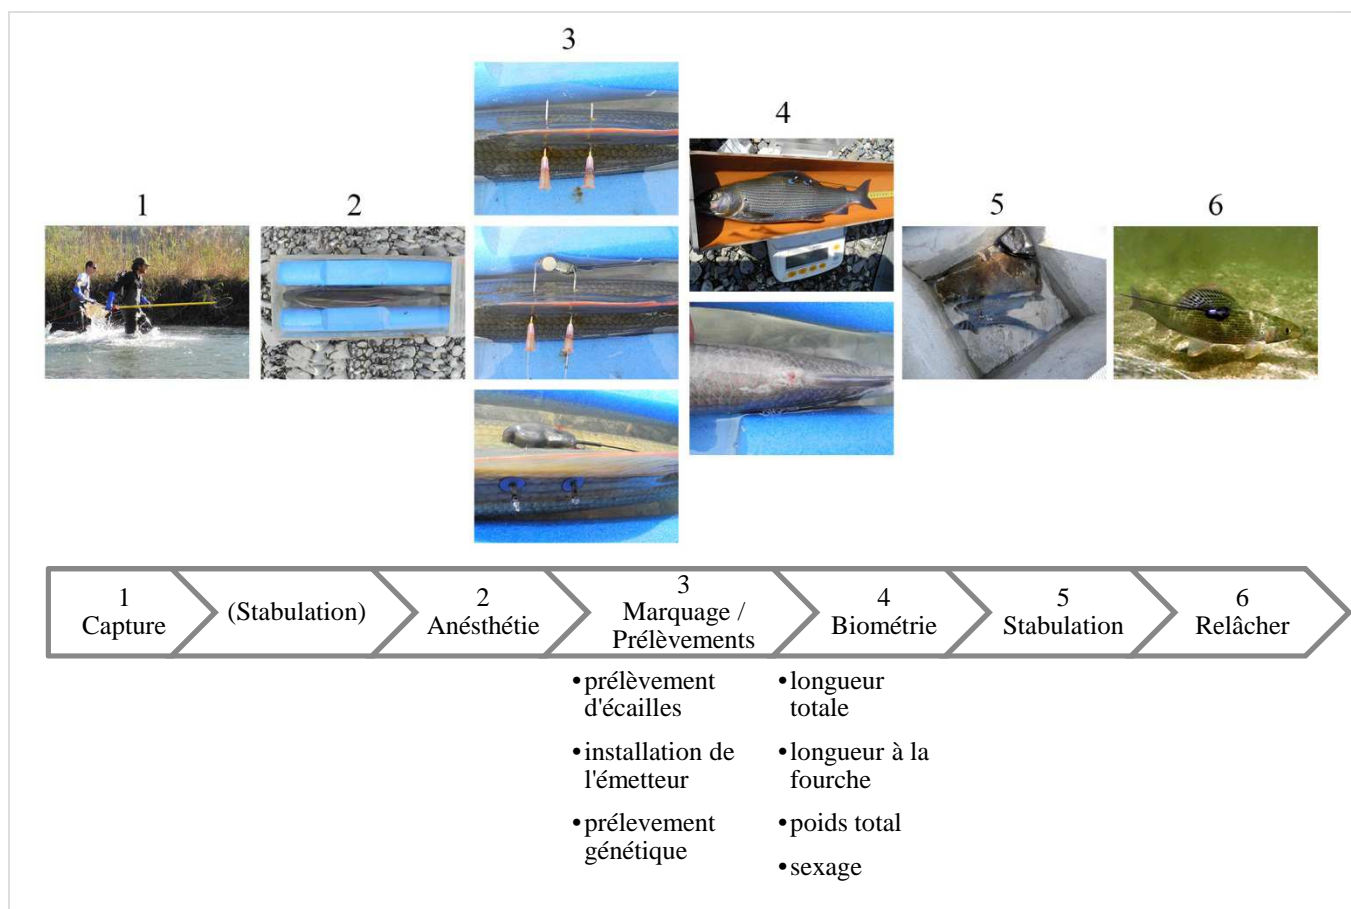 3
4
1
2
5
6
1
Capture
(Stabulation)
2
Anésthétie
3
Marquage /
Prélèvements
4
Biométrie
5
Stabulation
6
Relâcher
•prélèvement
d'écailles
•installation de
l'émetteur
•prélevement
génétique
•longueur
totale
•longueur à la
fourche
•poids total
•sexage